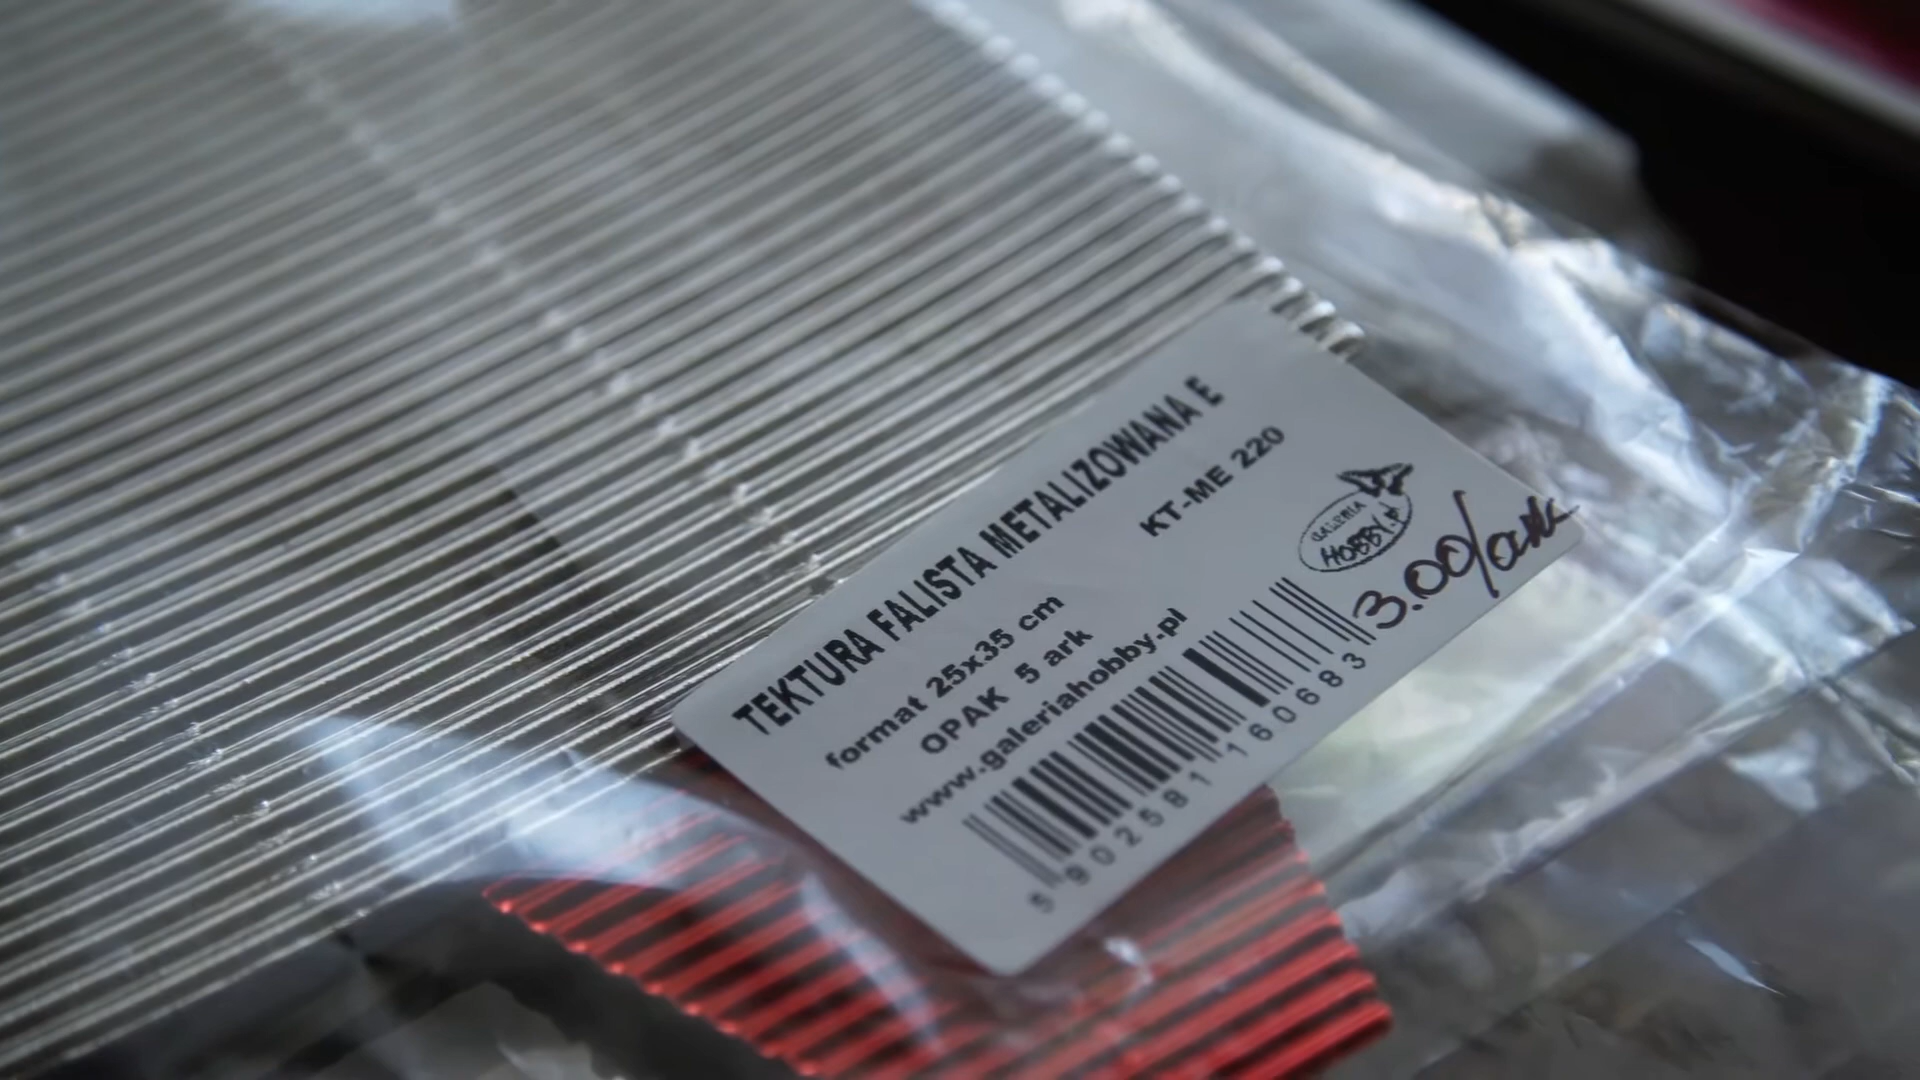 TEKTURA FALISTA METALIZOWANA E
KT-ME 220
format 25x35 cm
OPAK 5 ark
www.galeriahobby.pl
GALERIA
HOBBY.pl
3.00/ark
5 902581 160683